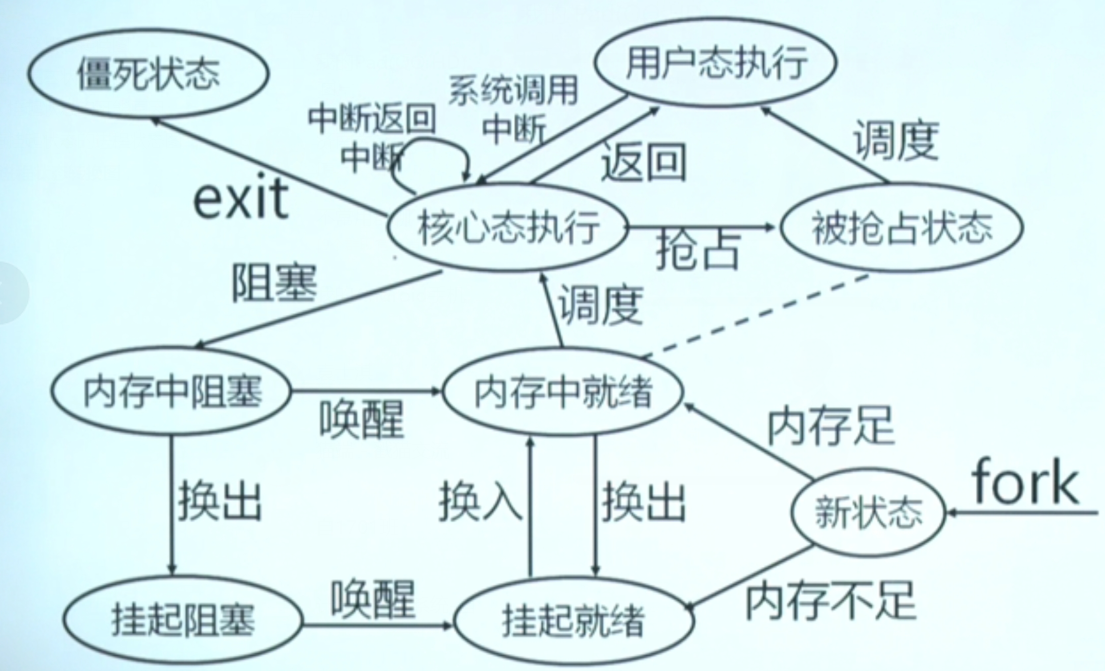 僵死状态
用户态执行
系统调用
中断
中断返回
中断
返回
调度
exit
核心态执行
抢占
被抢占状态
阻塞
调度
内存中阻塞
唤醒
内存中就绪
内存足
换出
换入
换出
新状态
fork
挂起阻塞
唤醒
挂起就绪
内存不足